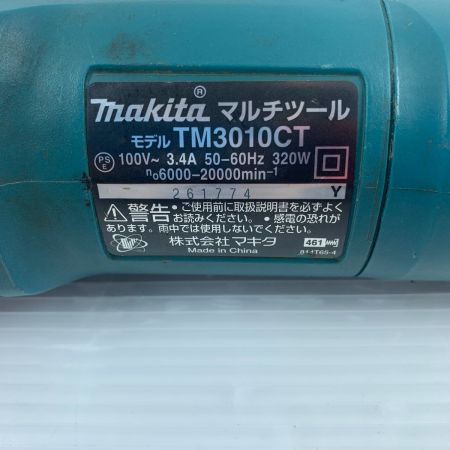 makita® マルチツール
モデル TM3010CT
PSE 100V~ 3.4A 50-60Hz 320W
n₀6000-20000min⁻¹
261774 Y
⚠警告 ・ご使用前に取扱説明書を必ずよく
お読みください。 ・感電の恐れが
あります。雨中では使用しないでください。
株式会社 マキタ 461
Made in China